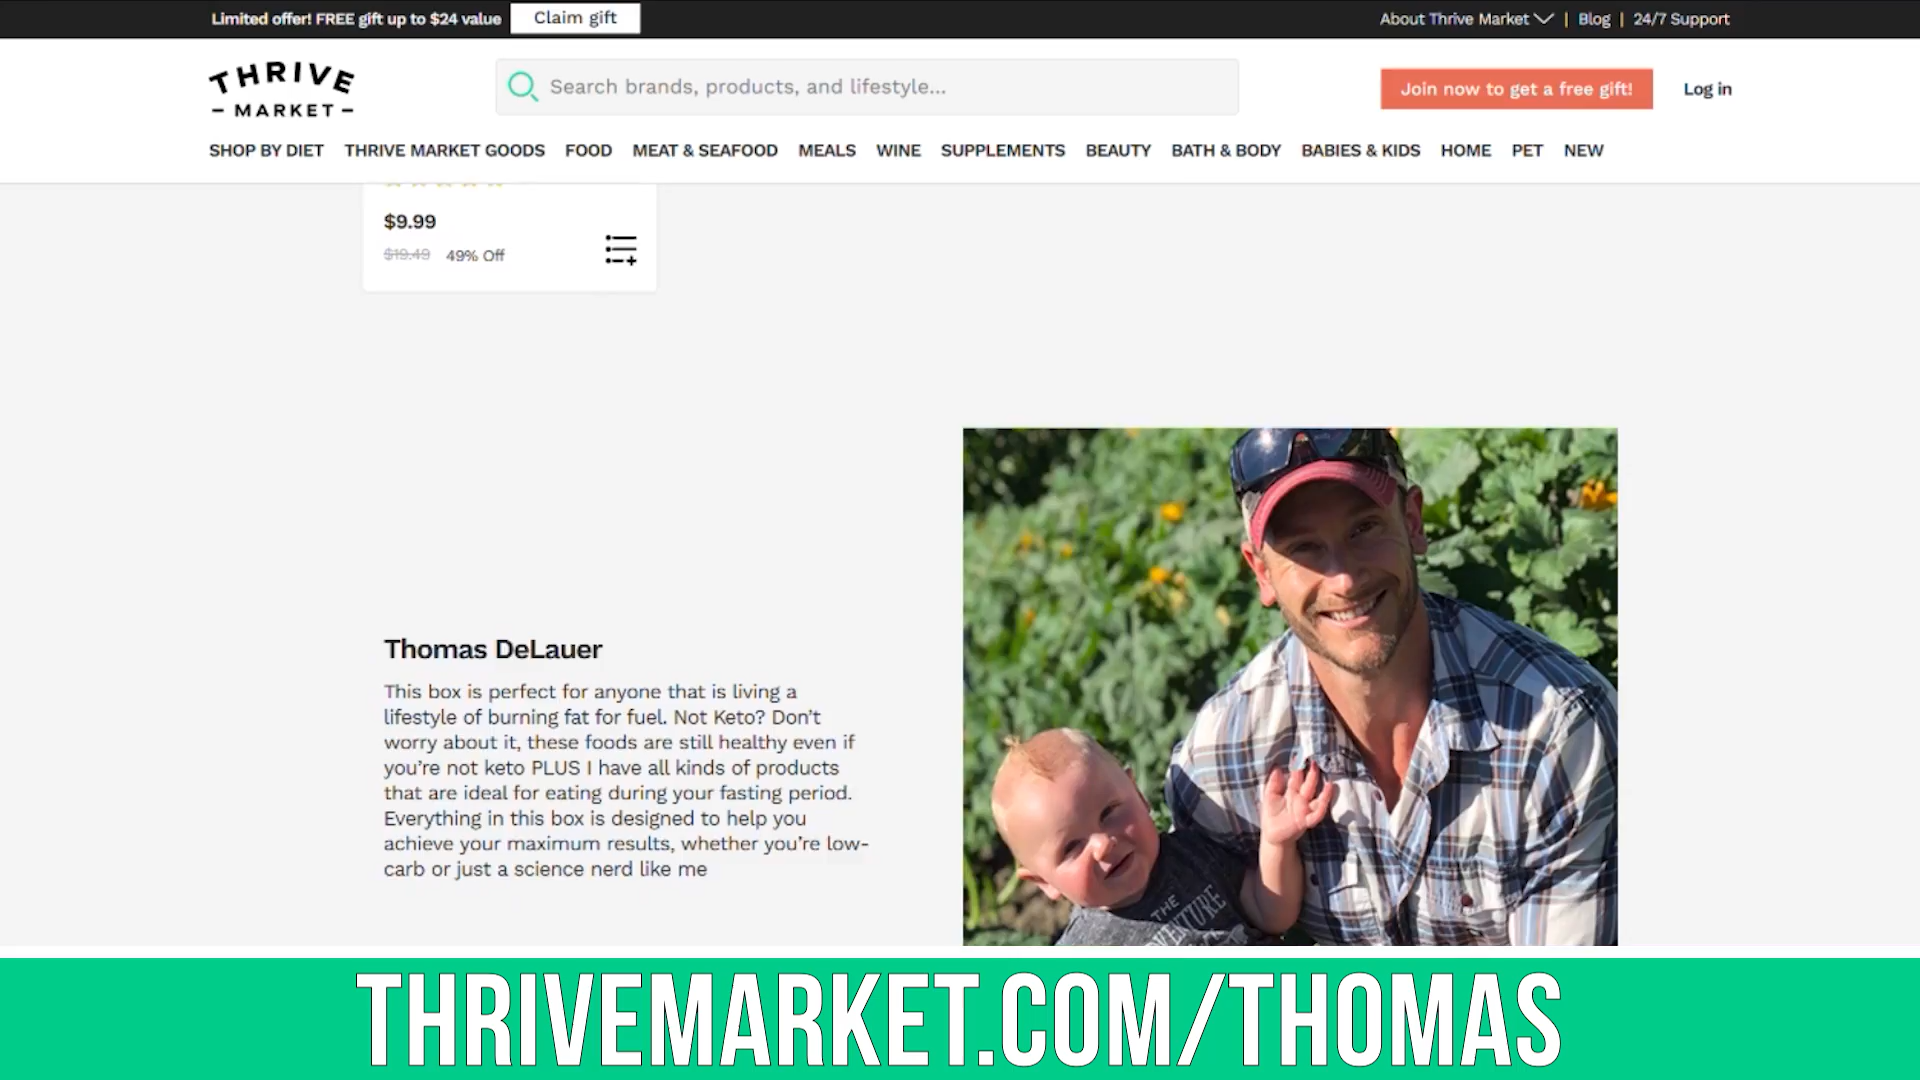 Limited offer! FREE gift up to $24 value Claim gift About Thrive Market | Blog | 24/7 Support
THRIVE
MARKET
Search brands, products, and lifestyle...
Join now to get a free gift! Log in
SHOP BY DIET THRIVE MARKET GOODS FOOD MEAT & SEAFOOD MEALS WINE SUPPLEMENTS BEAUTY BATH & BODY BABIES & KIDS HOME PET NEW
$9.99
$19.49 49% Off
Thomas DeLauer
This box is perfect for anyone that is living a
lifestyle of burning fat for fuel. Not Keto? Don't
worry about it, these foods are still healthy even if
you're not keto PLUS I have all kinds of products
that are ideal for eating during your fasting period.
Everything in this box is designed to help you
achieve your maximum results, whether you're low-
carb or just a science nerd like me
THE
THRIVEMARKET.COM/THOMAS